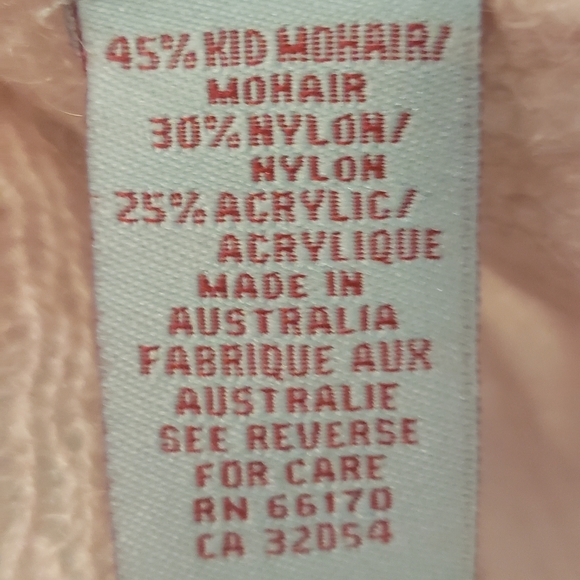 45% KID MOHAIR/
MOHAIR
30% NYLON/
NYLON
25% ACRYLIC/
ACRYLIQUE
MADE IN
AUSTRALIA
FABRIQUE AUX
AUSTRALIE
SEE REVERSE
FOR CARE
RN 66170
CA 32054